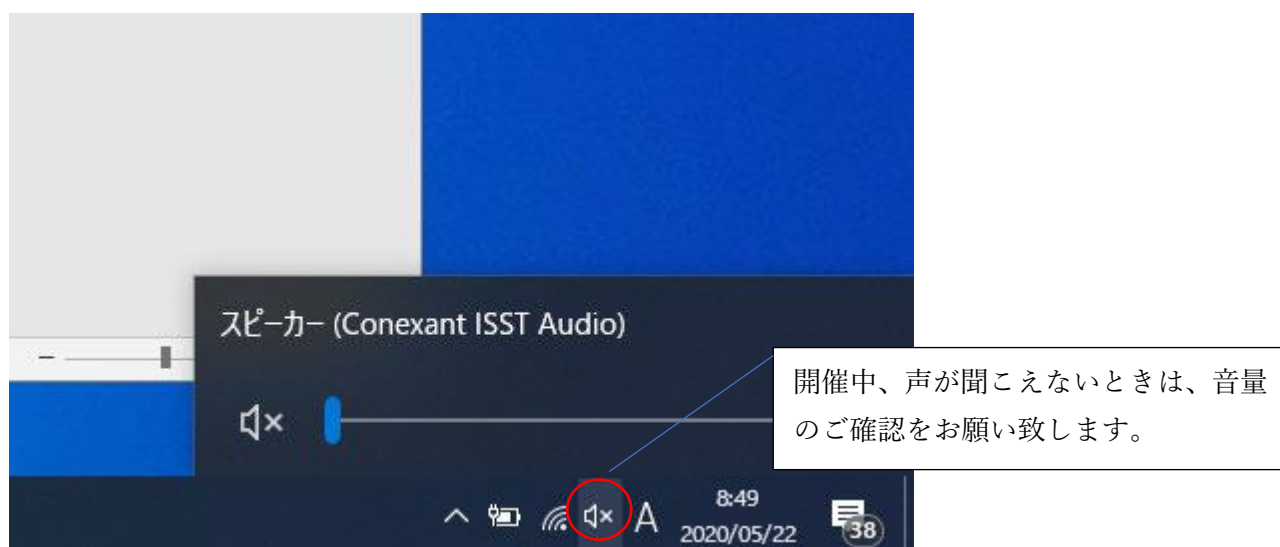 スピーカー (Conexant ISST Audio)
開催中、声が聞こえないときは、音量
のご確認をお願い致します。
A
8:49
2020/05/22
38